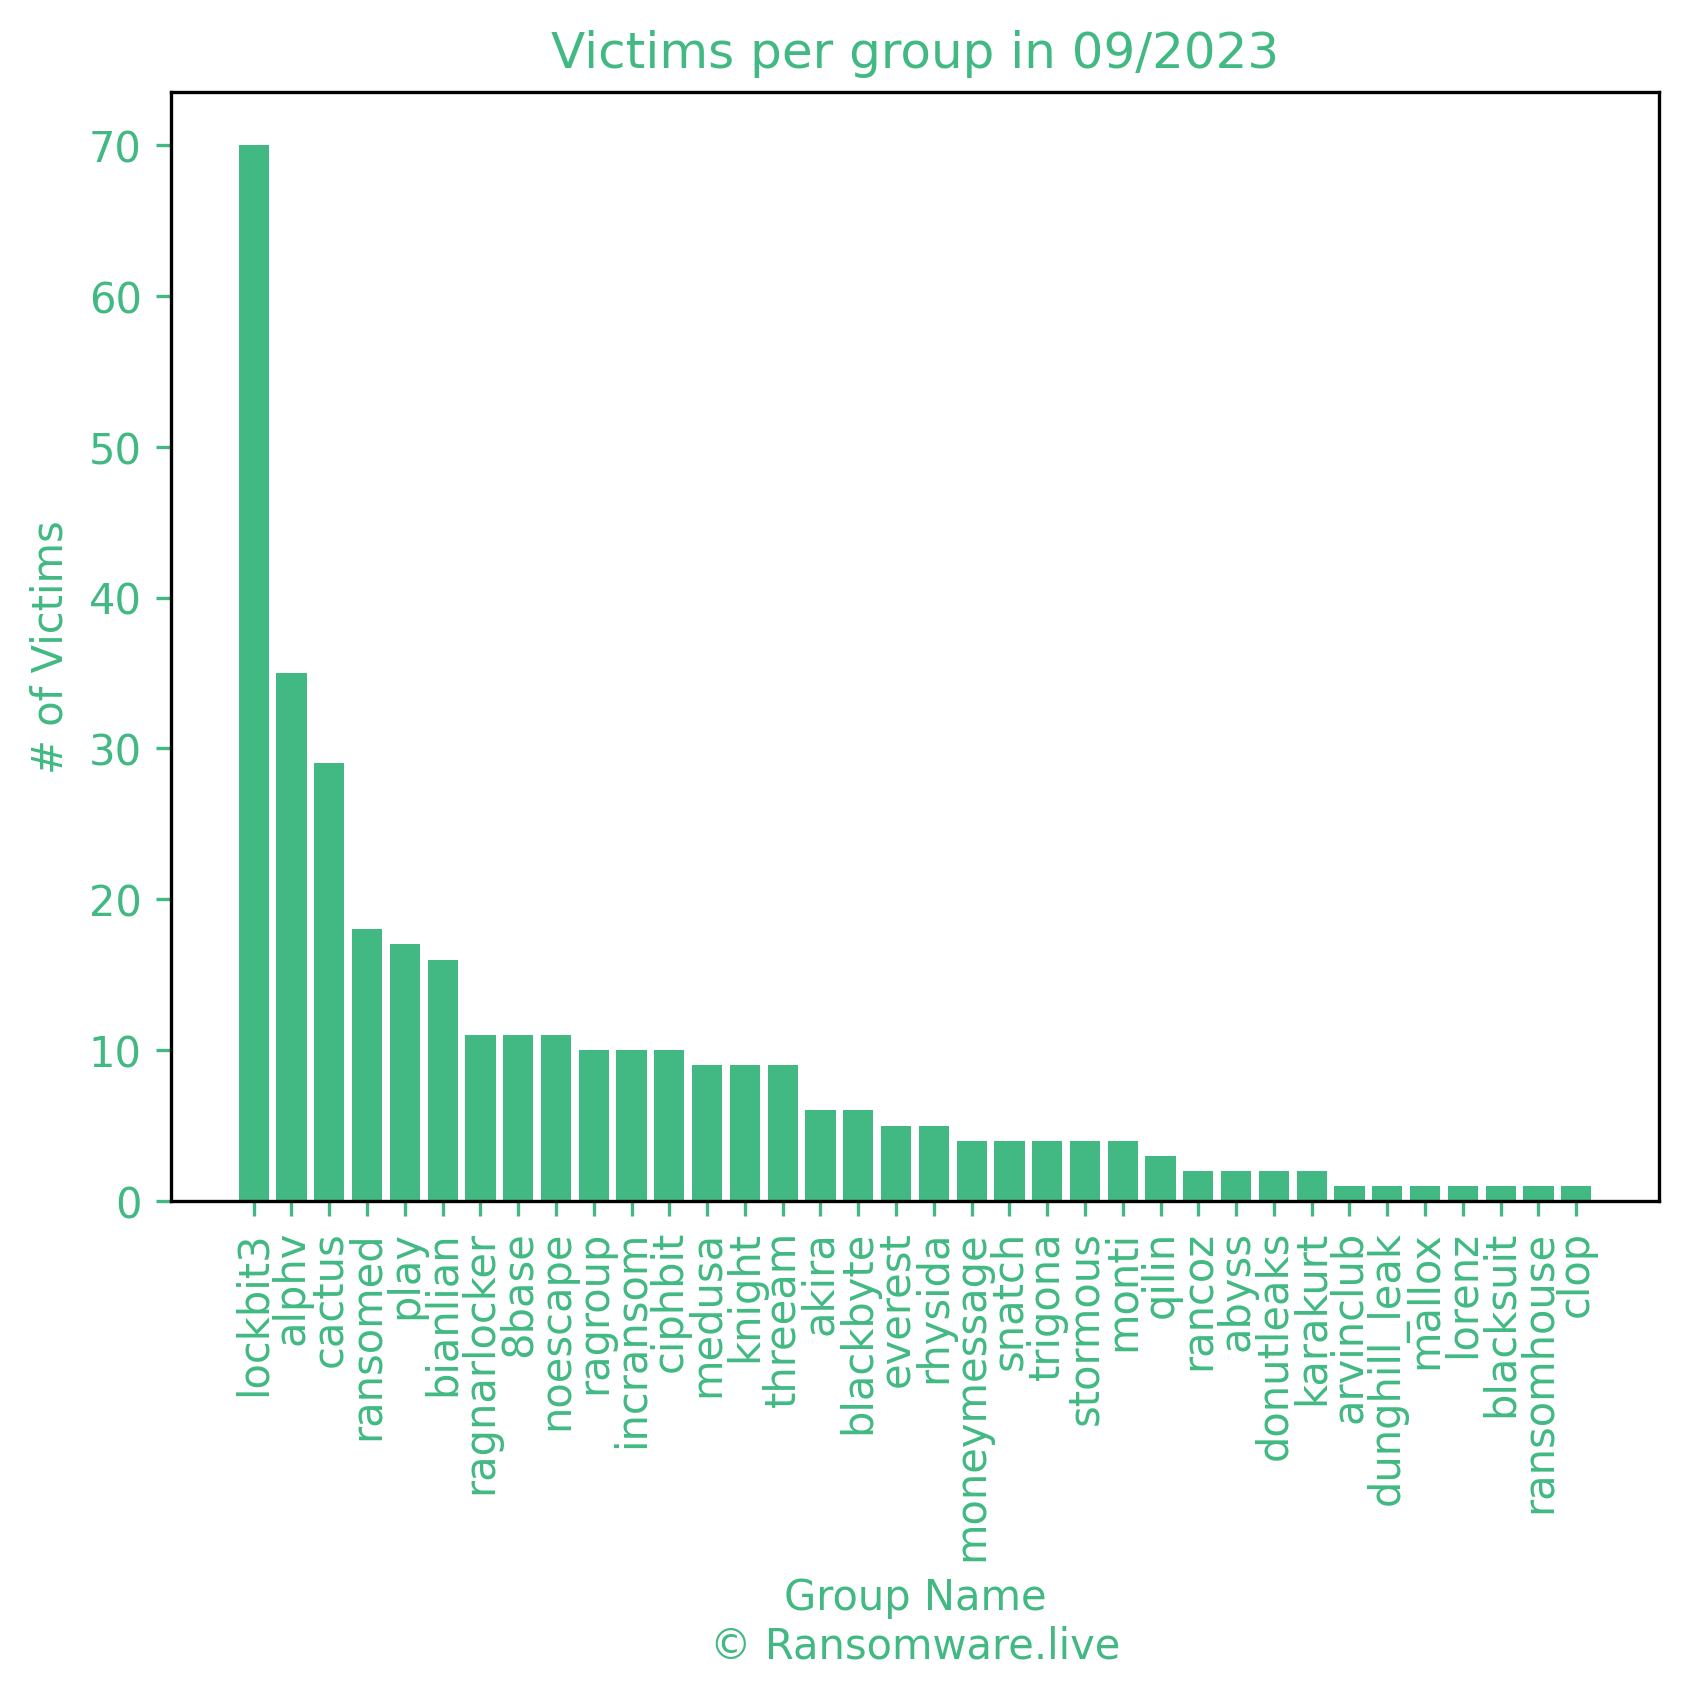 Victims per group in 09/2023
70
60
50
40
30
20
10
0
# of Victims
lockbit3
alphv
cactus
ransomed
play
bianlian
ragnarlocker
8base
noescape
ragroup
incransom
ciphbit
medusa
knight
threeam
akira
blackbyte
everest
rhysida
moneymessage
snatch
trigona
stormous
monti
qilin
rancoz
abyss
donutleaks
karakurt
arvinclub
dunghill_leak
mallox
lorenz
blacksuit
ransomhouse
clop
Group Name
© Ransomware.live